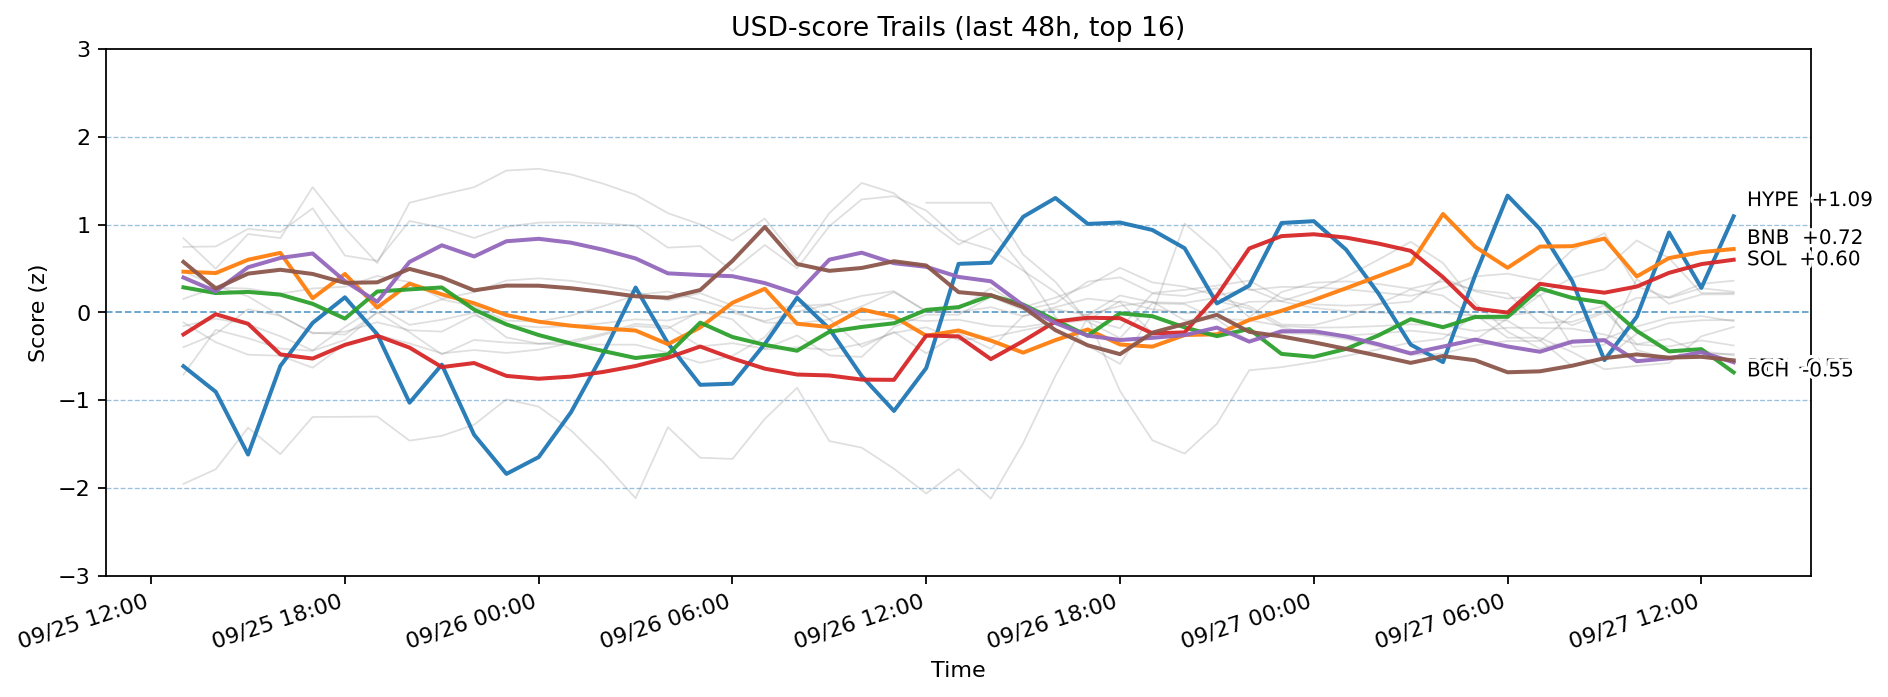 USD-score Trails (last 48h, top 16)
Score (z)
3
2
1
0
−1
−2
−3
HYPE +1.09
BNB +0.72
SOL +0.60
BCH -0.55
09/25 12:00
09/25 18:00
09/26 00:00
09/26 06:00
09/26 12:00
09/26 18:00
09/27 00:00
09/27 06:00
09/27 12:00
Time